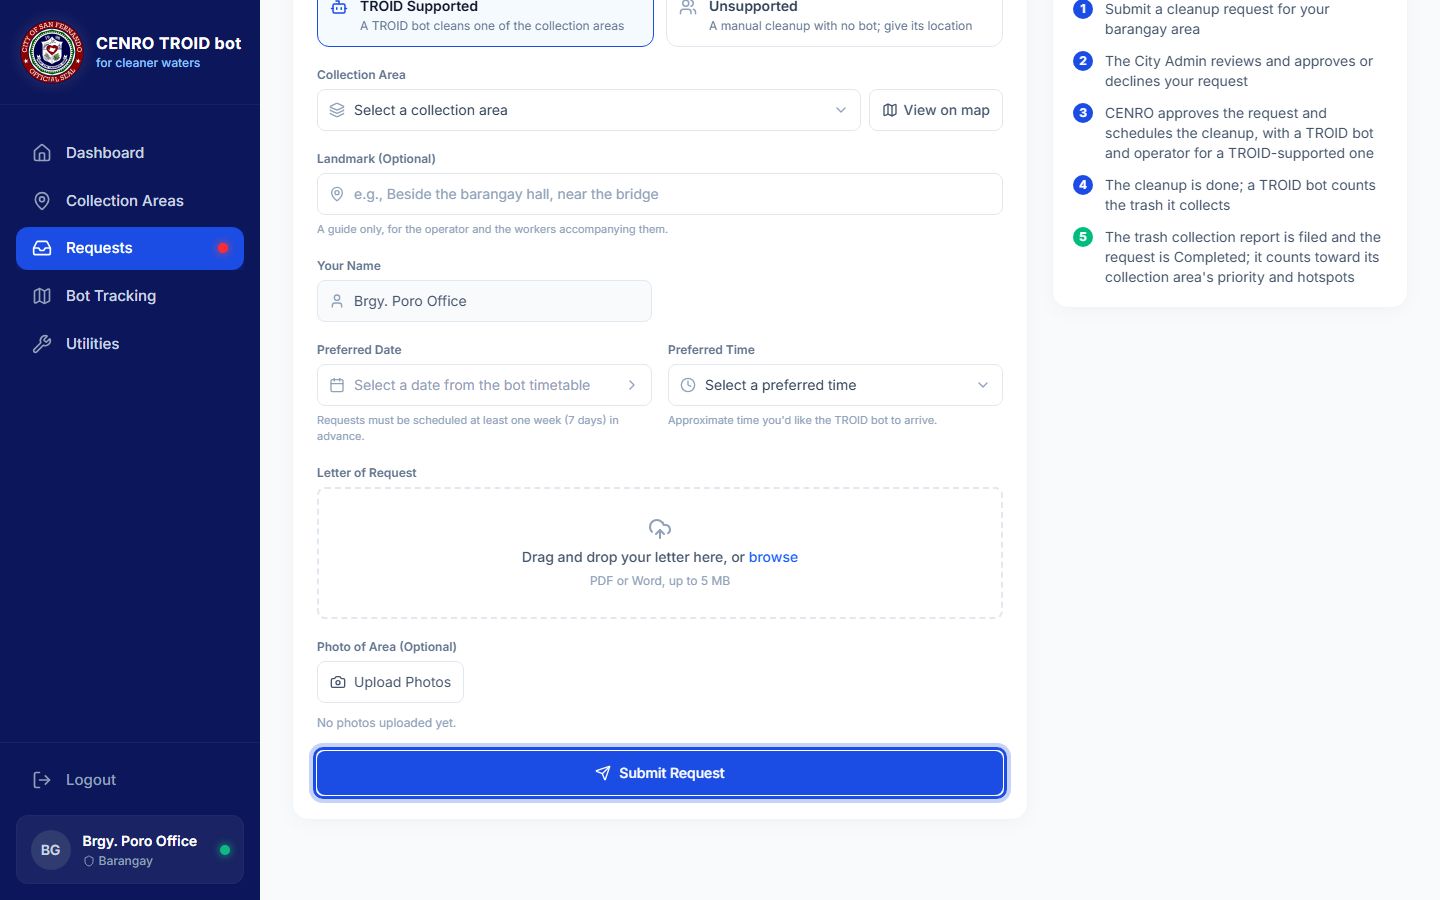 CITY OF SAN FERNANDO
OFFICIAL SEAL
CENRO TROID bot
for cleaner waters
Dashboard
Collection Areas
Requests
Bot Tracking
Utilities
Logout
BG
Brgy. Poro Office
Barangay
TROID Supported
A TROID bot cleans one of the collection areas
Unsupported
A manual cleanup with no bot; give its location
Collection Area
Select a collection area
View on map
Landmark (Optional)
e.g., Beside the barangay hall, near the bridge
A guide only, for the operator and the workers accompanying them.
Your Name
Brgy. Poro Office
Preferred Date
Select a date from the bot timetable
Requests must be scheduled at least one week (7 days) in
advance.
Preferred Time
Select a preferred time
Approximate time you'd like the TROID bot to arrive.
Letter of Request
Drag and drop your letter here, or browse
PDF or Word, up to 5 MB
Photo of Area (Optional)
Upload Photos
No photos uploaded yet.
Submit Request
1 Submit a cleanup request for your
barangay area
2 The City Admin reviews and approves or
declines your request
3 CENRO approves the request and
schedules the cleanup, with a TROID bot
and operator for a TROID-supported one
4 The cleanup is done; a TROID bot counts
the trash it collects
5 The trash collection report is filed and the
request is Completed; it counts toward its
collection area's priority and hotspots